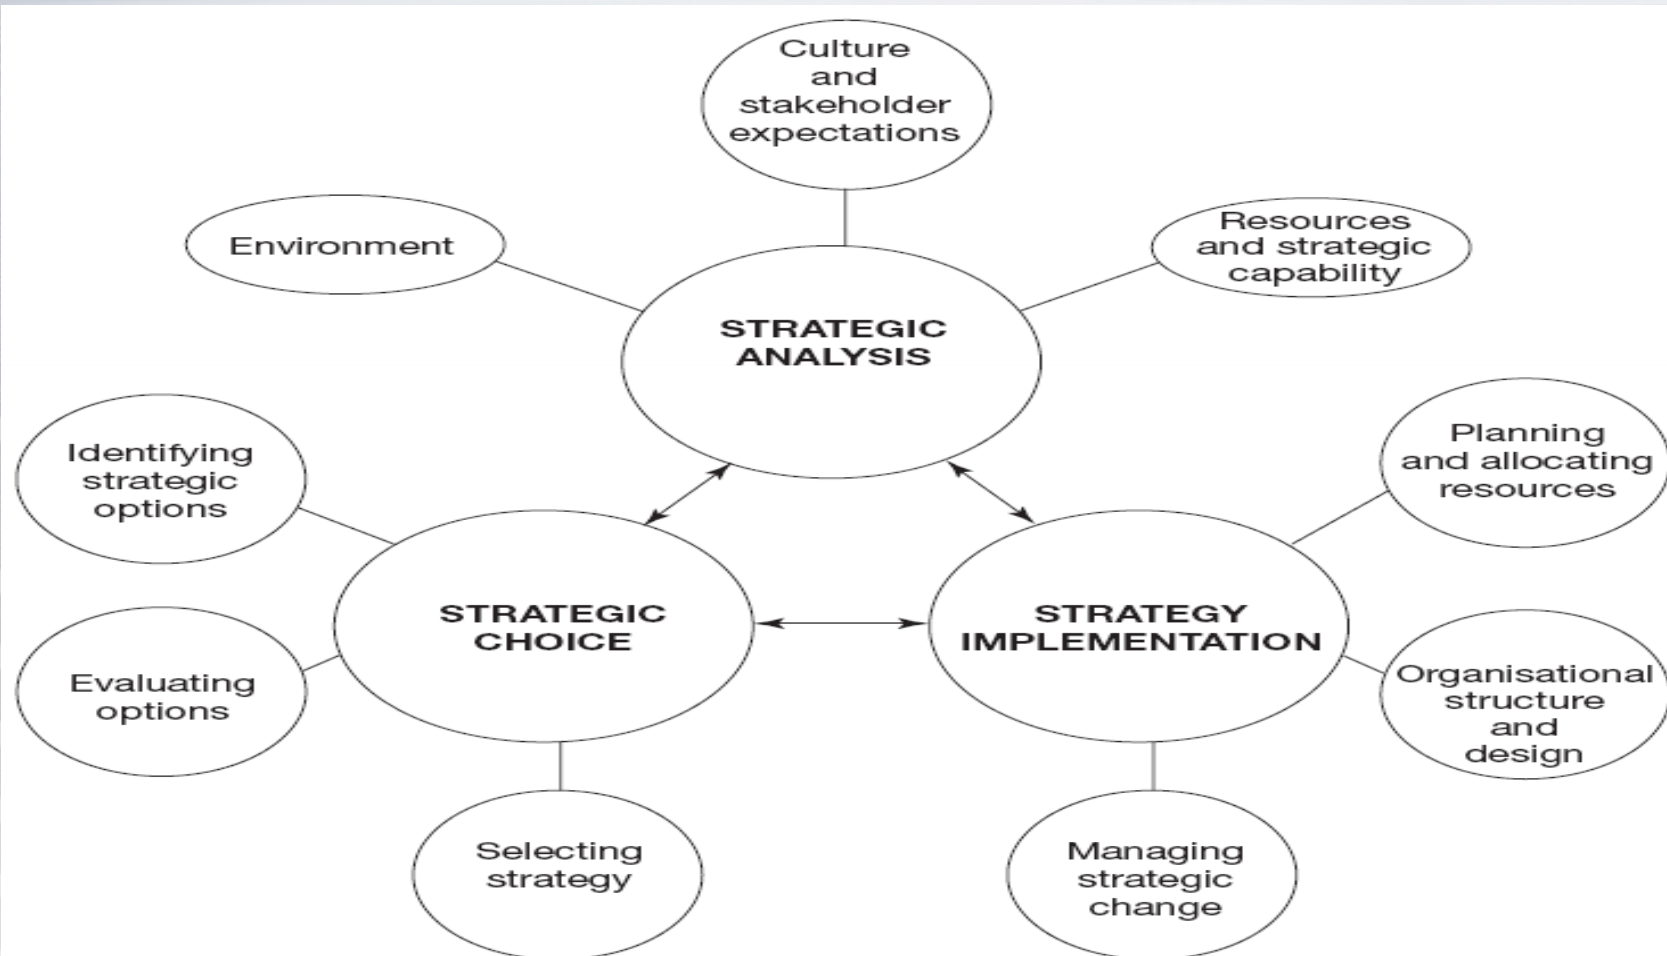 Culture
and
stakeholder
expectations
Environment
Resources
and strategic
capability
STRATEGIC
ANALYSIS
Identifying
strategic
options
Planning
and allocating
resources
STRATEGIC
CHOICE
STRATEGY
IMPLEMENTATION
Evaluating
options
Organisational
structure
and
design
Selecting
strategy
Managing
strategic
change